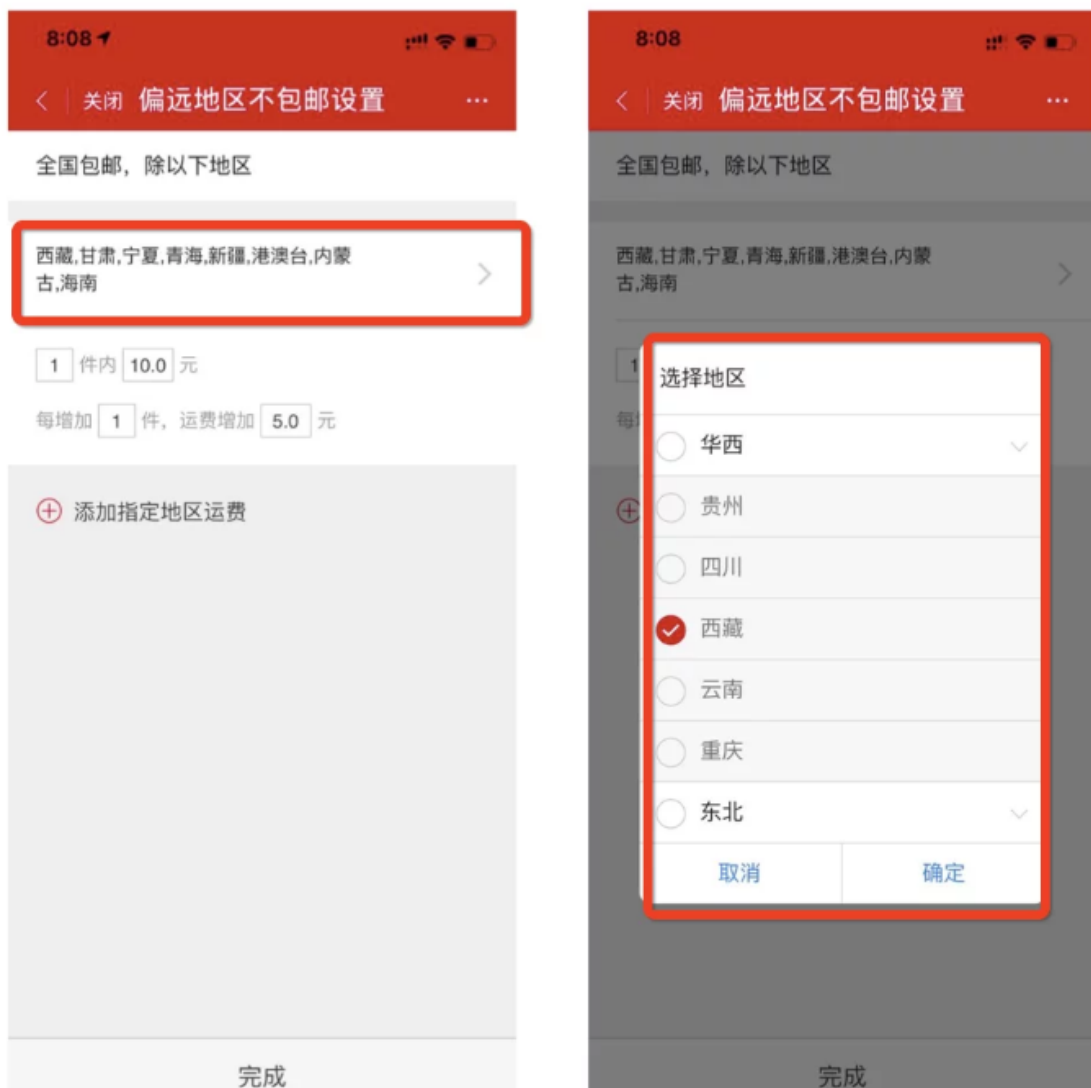 8:08
关闭 偏远地区不包邮设置 ...
全国包邮，除以下地区
西藏,甘肃,宁夏,青海,新疆,港澳台,内蒙
古,海南
1 件内 10.0 元
每增加 1 件，运费增加 5.0 元
添加指定地区运费
完成
8:08
关闭 偏远地区不包邮设置 ...
全国包邮，除以下地区
西藏,甘肃,宁夏,青海,新疆,港澳台,内蒙
古,海南
1
每增
选择地区
华西
贵州
四川
西藏
云南
重庆
东北
取消 确定
完成